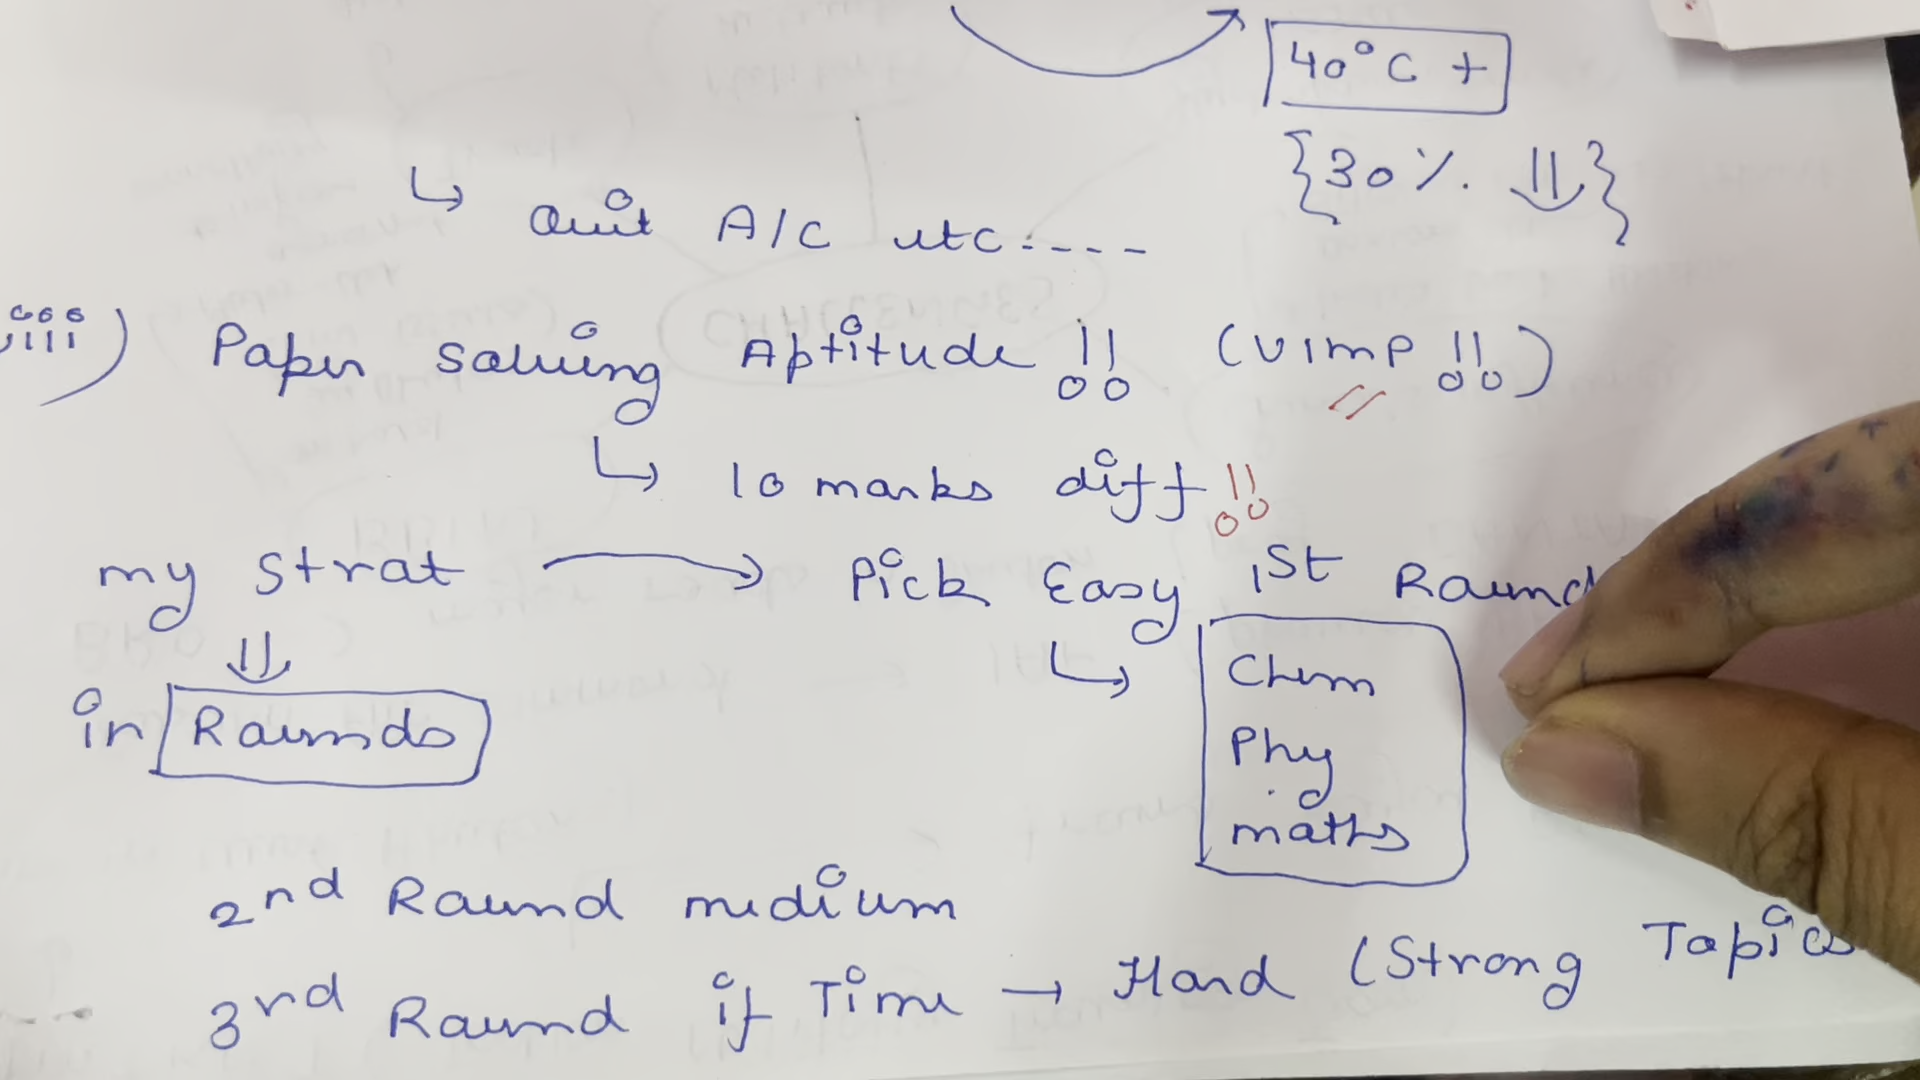 40°C +
{30% ⇓}
↳ Quit A/C etc....
iii) Paper Solving Aptitude !! (VIMP !!)
↳ 10 marks diff !!
my strat → Pick Easy 1st Round
⇓
in Rounds
↳ Chem
Phy
maths
2nd Round medium
3rd Round if Time → Hard (Strong Topics